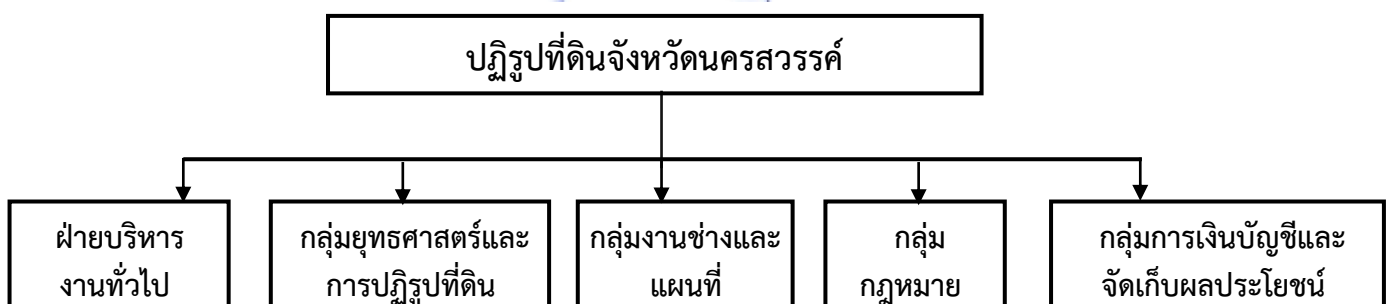 ปฏิรูปที่ดินจังหวัดนครสวรรค์
ฝ่ายบริหาร
งานทั่วไป
กลุ่มยุทธศาสตร์และ
การปฏิรูปที่ดิน
กลุ่มงานช่างและ
แผนที่
กลุ่ม
กฎหมาย
กลุ่มการเงินบัญชีและ
จัดเก็บผลประโยชน์